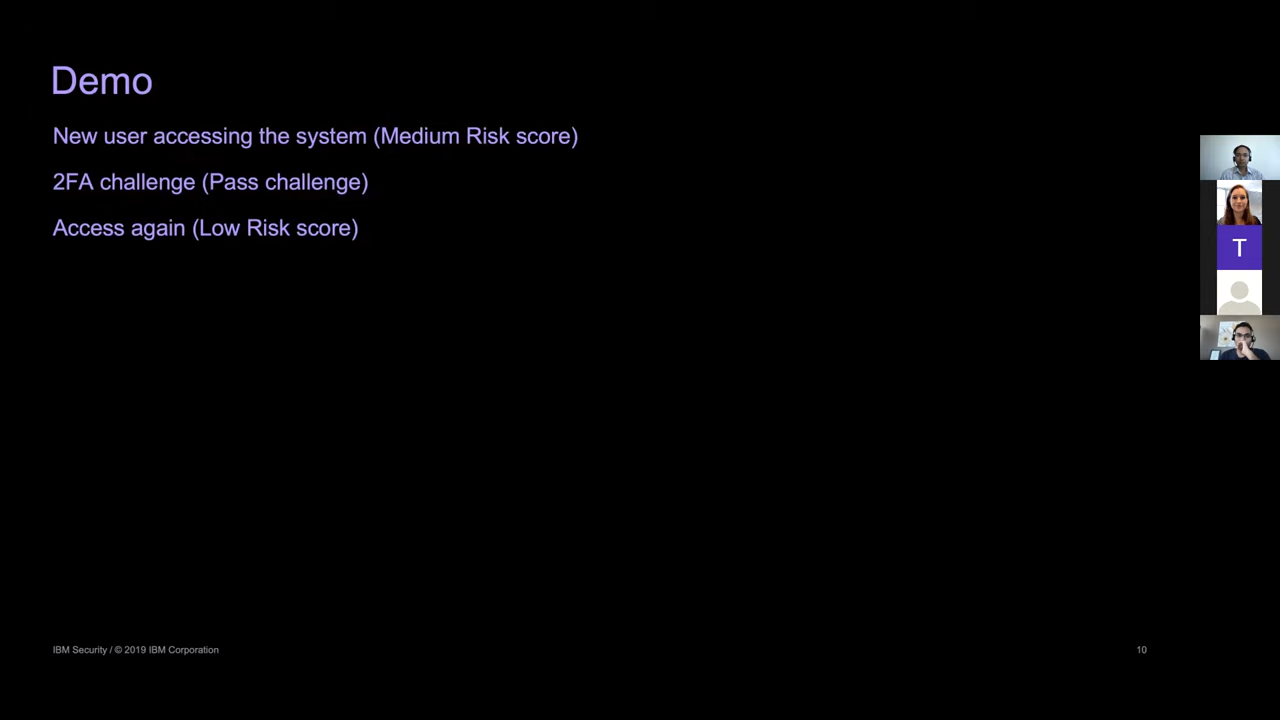 Demo
New user accessing the system (Medium Risk score)
2FA challenge (Pass challenge)
Access again (Low Risk score)
T
IBM Security / © 2019 IBM Corporation
10